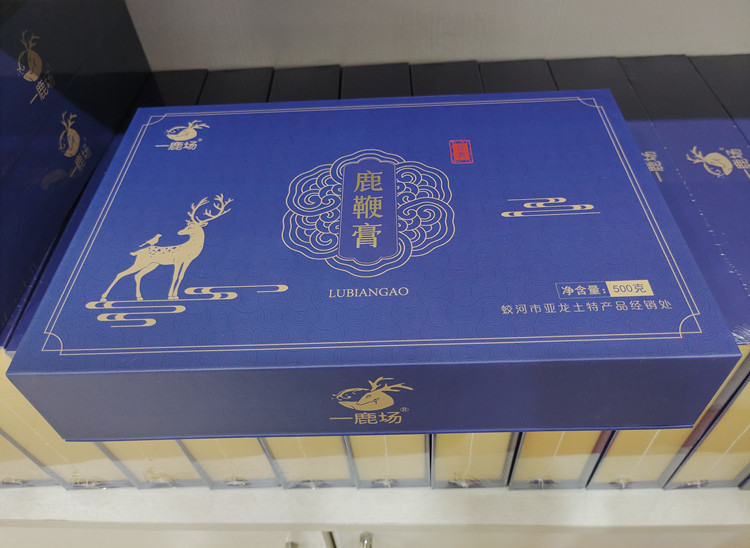 一鹿场
鹿鞭膏
LUBIANGAO
净含量：500克
蛟河市亚龙土特产品经销处
一鹿场®